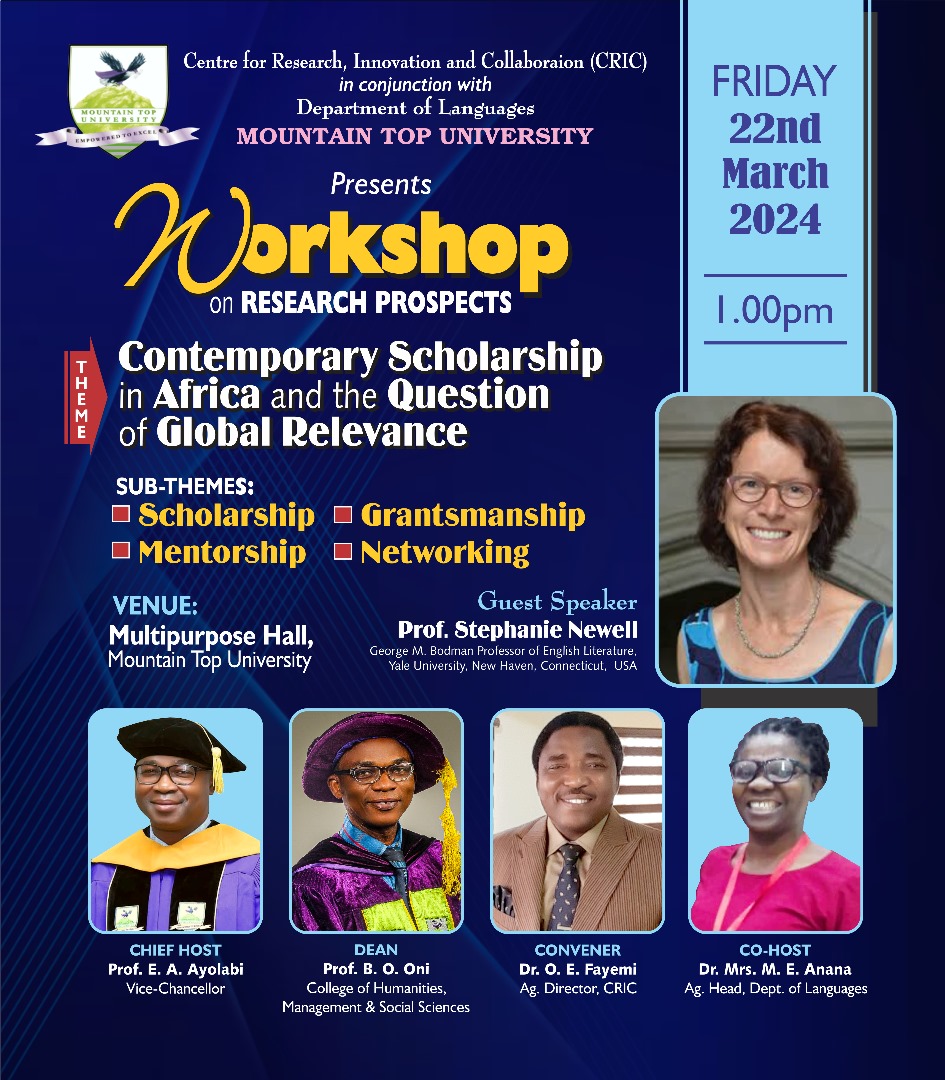 MOUNTAIN TOP
UNIVERSITY
EMPOWERED TO EXCEL
Centre for Research, Innovation and Collaboraion (CRIC)
in conjunction with
Department of Languages
MOUNTAIN TOP UNIVERSITY
Presents
Workshop
on RESEARCH PROSPECTS
FRIDAY
22nd
March
2024
1.00pm
THEME
Contemporary Scholarship
in Africa and the Question
of Global Relevance
SUB-THEMES:
Scholarship
Grantsmanship
Mentorship
Networking
VENUE:
Multipurpose Hall,
Mountain Top University
Guest Speaker
Prof. Stephanie Newell
George M. Bodman Professor of English Literature,
Yale University, New Haven, Connecticut, USA
CHIEF HOST
Prof. E. A. Ayolabi
Vice-Chancellor
DEAN
Prof. B. O. Oni
College of Humanities,
Management & Social Sciences
CONVENER
Dr. O. E. Fayemi
Ag. Director, CRIC
CO-HOST
Dr. Mrs. M. E. Anana
Ag. Head, Dept. of Languages